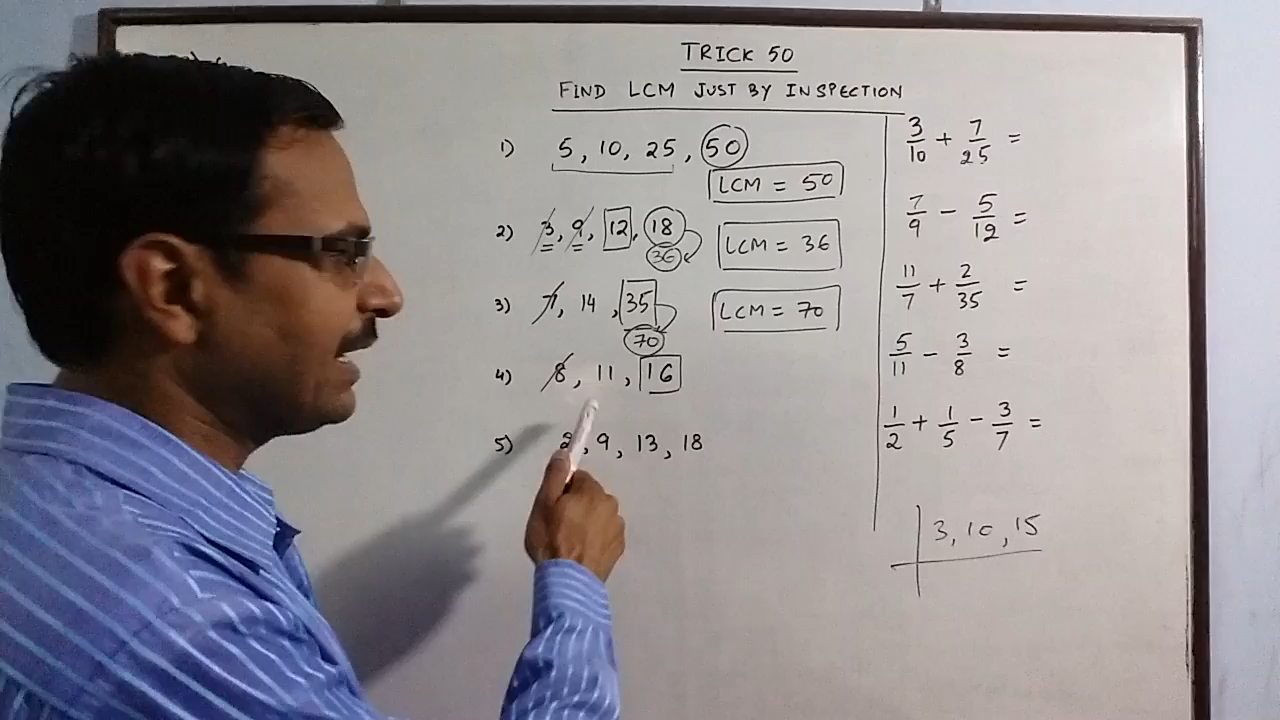 TRICK 50
FIND LCM JUST BY INSPECTION
1) 5, 10, 25, 50
LCM = 50
2) 3, 9, 12, 18
36
LCM = 36
3) 7, 14, 35
70
LCM = 70
4) 8, 11, 16
5) 2, 9, 13, 18
3/10 + 7/25 =
7/9 - 5/12 =
11/7 + 2/35 =
5/11 - 3/8 =
1/2 + 1/5 - 3/7 =
3, 10, 15